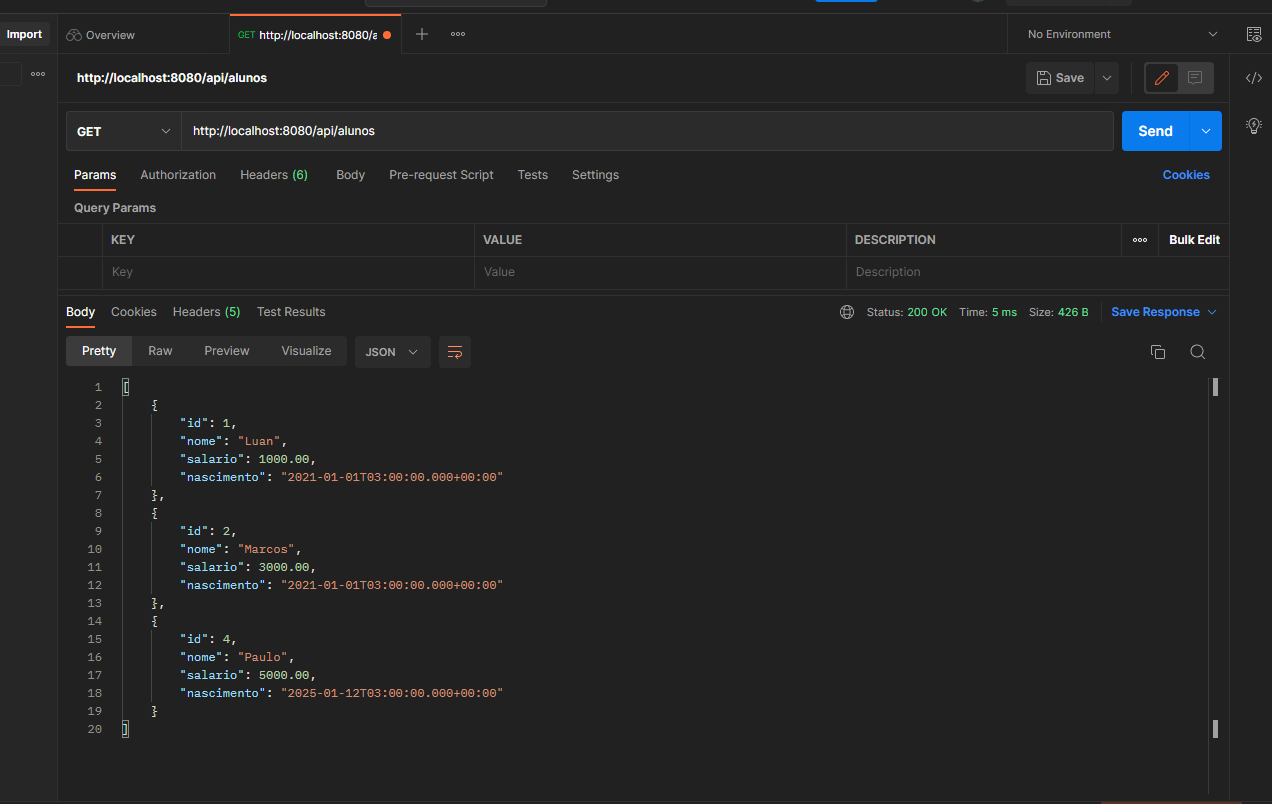 Import
Overview
GET http://localhost:8080/a
No Environment
http://localhost:8080/api/alunos
Save
GET
http://localhost:8080/api/alunos
Send
Params Authorization Headers (6) Body Pre-request Script Tests Settings Cookies
Query Params
KEY VALUE DESCRIPTION Bulk Edit
Key Value Description
Body Cookies Headers (5) Test Results Status: 200 OK Time: 5 ms Size: 426 B Save Response
Pretty Raw Preview Visualize JSON
1 [
2 {
3 "id": 1,
4 "nome": "Luan",
5 "salario": 1000.00,
6 "nascimento": "2021-01-01T03:00:00.000+00:00"
7 },
8 {
9 "id": 2,
10 "nome": "Marcos",
11 "salario": 3000.00,
12 "nascimento": "2021-01-01T03:00:00.000+00:00"
13 },
14 {
15 "id": 4,
16 "nome": "Paulo",
17 "salario": 5000.00,
18 "nascimento": "2025-01-12T03:00:00.000+00:00"
19 }
20 ]